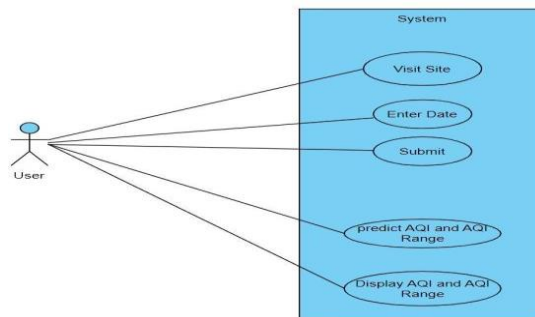 System
Visit Site
Enter Date
Submit
User
predict AQI and AQI
Range
Display AQI and AQI
Range